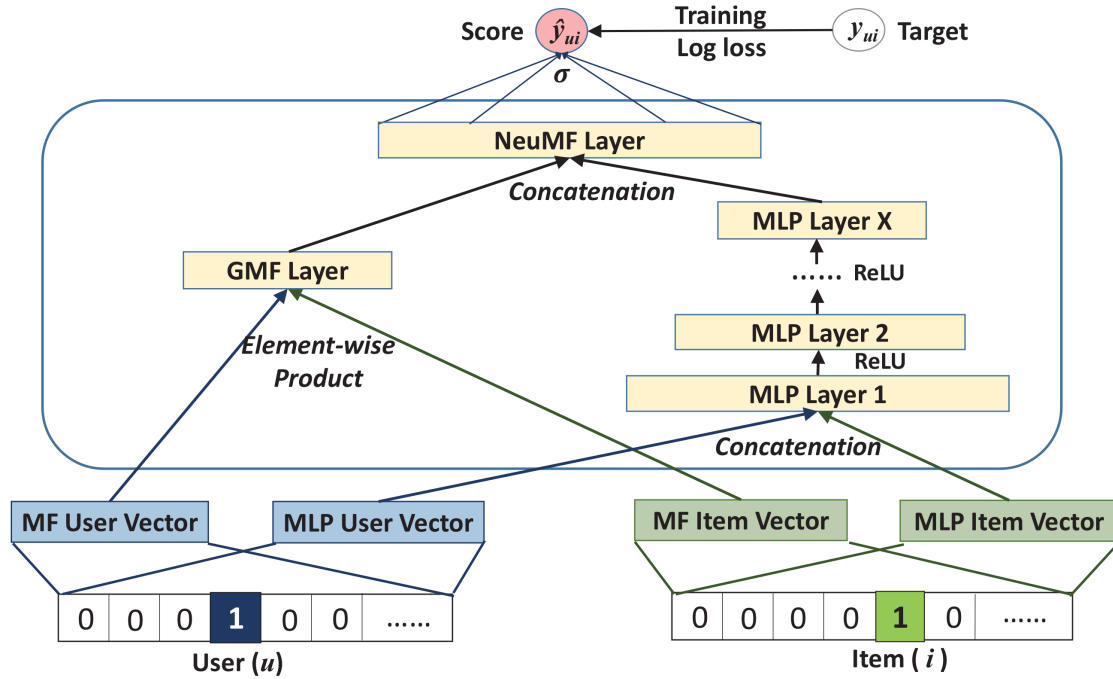 Score
ŷui
Training
Log loss
yui
Target
σ
NeuMF Layer
Concatenation
MLP Layer X
GMF Layer
...... ReLU
Element-wise
Product
MLP Layer 2
ReLU
MLP Layer 1
Concatenation
MF User Vector
MLP User Vector
MF Item Vector
MLP Item Vector
0 0 0 1 0 0 ......
0 0 0 0 1 0 ......
User (u)
Item ( i )